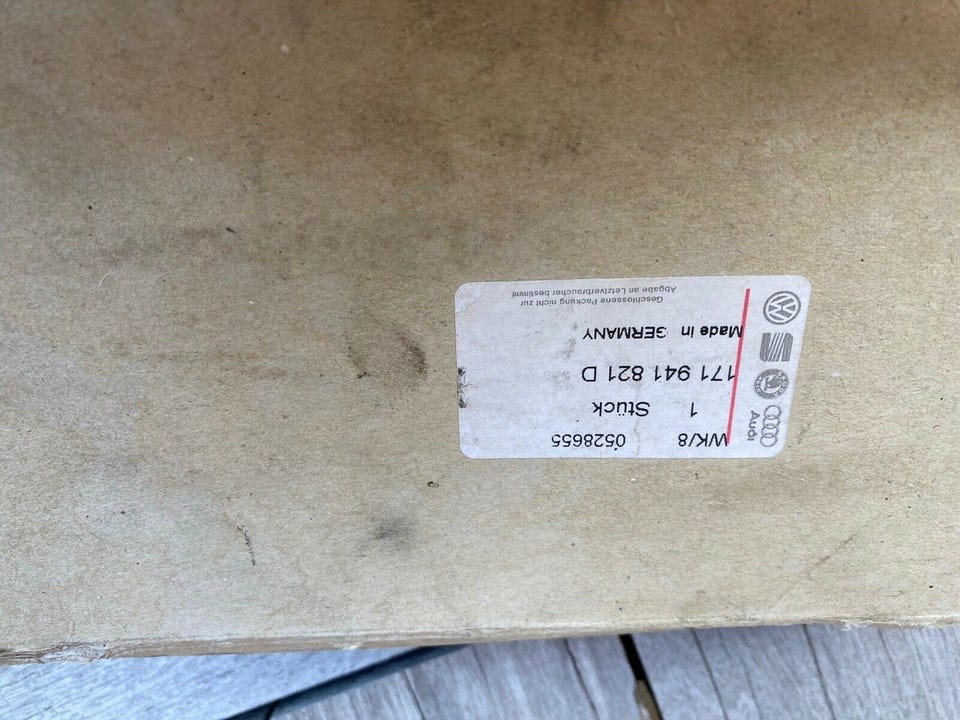 WK/8 0528655
1 Stück
171 941 821 D
Made in GERMANY
Geschlossene Packung nicht zur
Abgabe an Letztverbraucher bestimmt
Audi